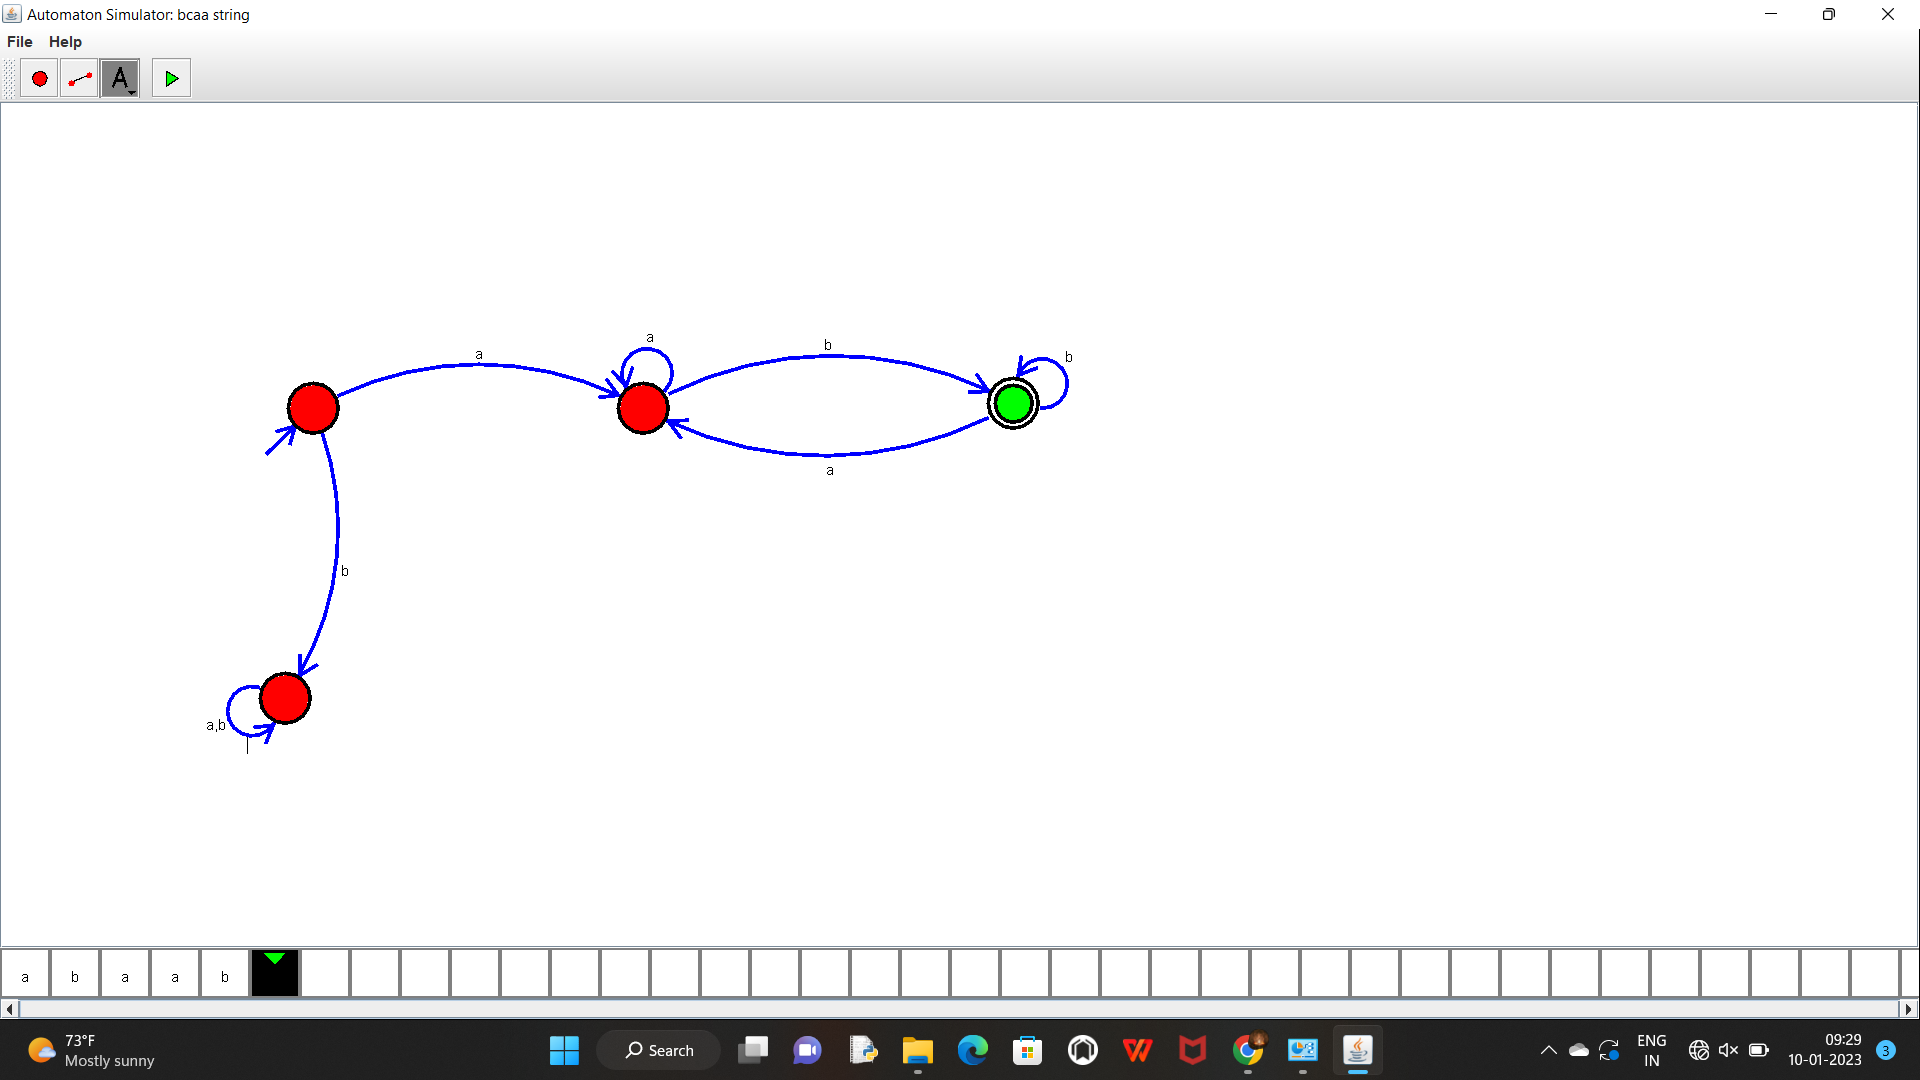 Automaton Simulator: bcaa string
File Help
A
a
a
b
b
a
b
a,b
a b a a b
73°F
Mostly sunny
Search
ENG
IN
09:29
10-01-2023
3